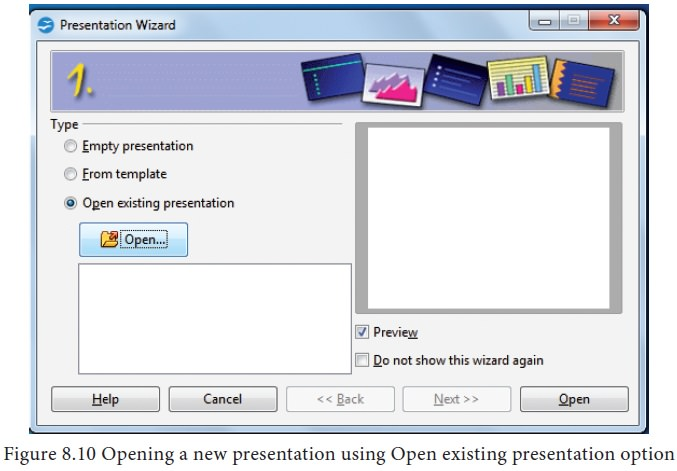 Presentation Wizard
1.
Type
Empty presentation
From template
Open existing presentation
Open...
Preview
Do not show this wizard again
Help
Cancel
<< Back
Next >>
Open
Figure 8.10 Opening a new presentation using Open existing presentation option